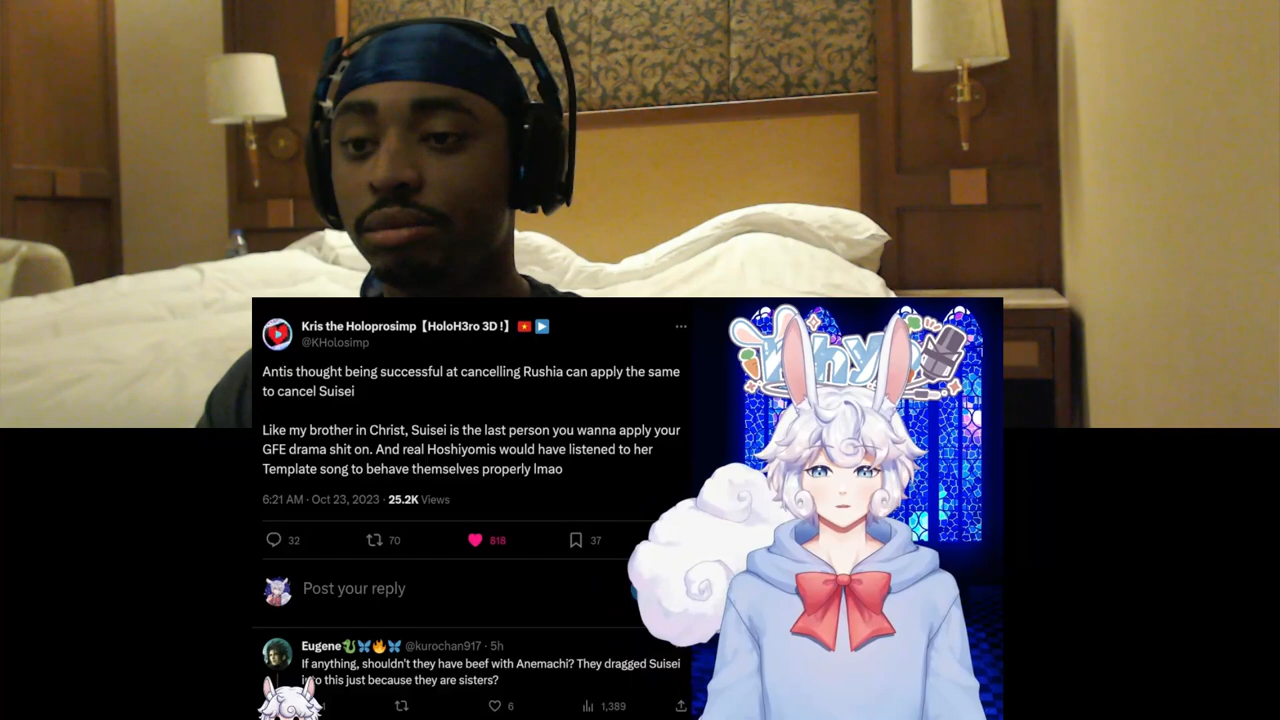 Kris the Holoprosimp【HoloH3ro 3D !】
@KHolosimp
Antis thought being successful at cancelling Rushia can apply the same
to cancel Suisei
Like my brother in Christ, Suisei is the last person you wanna apply your
GFE drama shit on. And real Hoshiyomis would have listened to her
Template song to behave themselves properly lmao
6:21 AM · Oct 23, 2023 · 25.2K Views
32 70 818 37
Post your reply
Eugene @kurochan917 · 5h
If anything, shouldn't they have beef with Anemachi? They dragged Suisei
into this just because they are sisters?
1 6 1,389